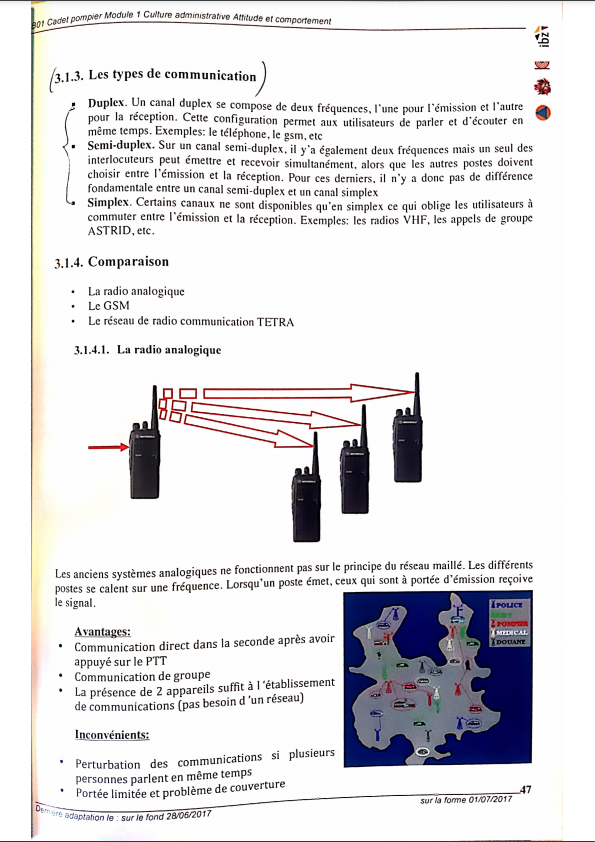 B01 Cadet pompier Module 1 Culture administrative Attitude et comportement
ibz
3.1.3. Les types de communication
▪ Duplex. Un canal duplex se compose de deux fréquences, l'une pour l'émission et l'autre
pour la réception. Cette configuration permet aux utilisateurs de parler et d'écouter en
même temps. Exemples: le téléphone, le gsm, etc
▪ Semi-duplex. Sur un canal semi-duplex, il y'a également deux fréquences mais un seul des
interlocuteurs peut émettre et recevoir simultanément, alors que les autres postes doivent
choisir entre l'émission et la réception. Pour ces derniers, il n'y a donc pas de différence
fondamentale entre un canal semi-duplex et un canal simplex
▪ Simplex. Certains canaux ne sont disponibles qu'en simplex ce qui oblige les utilisateurs à
commuter entre l'émission et la réception. Exemples: les radios VHF, les appels de groupe
ASTRID, etc.
3.1.4. Comparaison
• La radio analogique
• Le GSM
• Le réseau de radio communication TETRA
3.1.4.1. La radio analogique
Les anciens systèmes analogiques ne fonctionnent pas sur le principe du réseau maillé. Les différents
postes se calent sur une fréquence. Lorsqu'un poste émet, ceux qui sont à portée d'émission reçoive
le signal.
Avantages:
• Communication direct dans la seconde après avoir
appuyé sur le PTT
• Communication de groupe
• La présence de 2 appareils suffit à l 'établissement
de communications (pas besoin d 'un réseau)
Inconvénients:
• Perturbation des communications si plusieurs
personnes parlent en même temps
• Portée limitée et problème de couverture
POLICE
POMPIER
MEDICAL
DOUANE
47
sur la forme 01/07/2017
Dernière adaptation le : sur le fond 28/06/2017